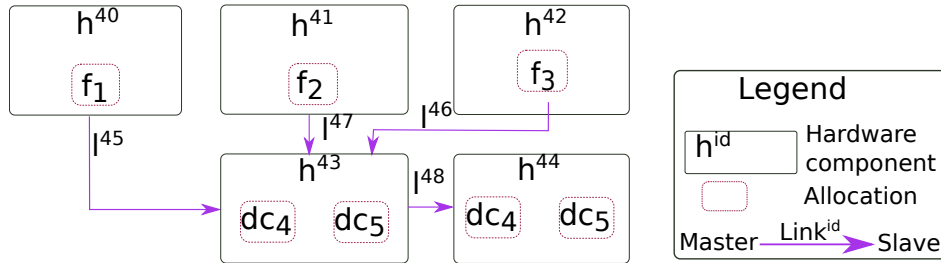 h⁴⁰
f₁
h⁴¹
f₂
h⁴²
f₃
l⁴⁵
l⁴⁷
l⁴⁶
h⁴³
dc₄
dc₅
l⁴⁸
h⁴⁴
dc₄
dc₅
Legend
hⁱᵈ
Hardware
component
Allocation
Master
Linkⁱᵈ
Slave